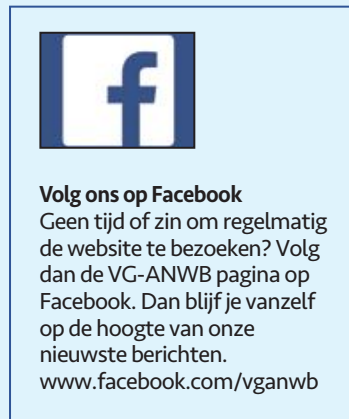 f
Volg ons op Facebook
Geen tijd of zin om regelmatig
de website te bezoeken? Volg
dan de VG-ANWB pagina op
Facebook. Dan blijf je vanzelf
op de hoogte van onze
nieuwste berichten.
www.facebook.com/vganwb